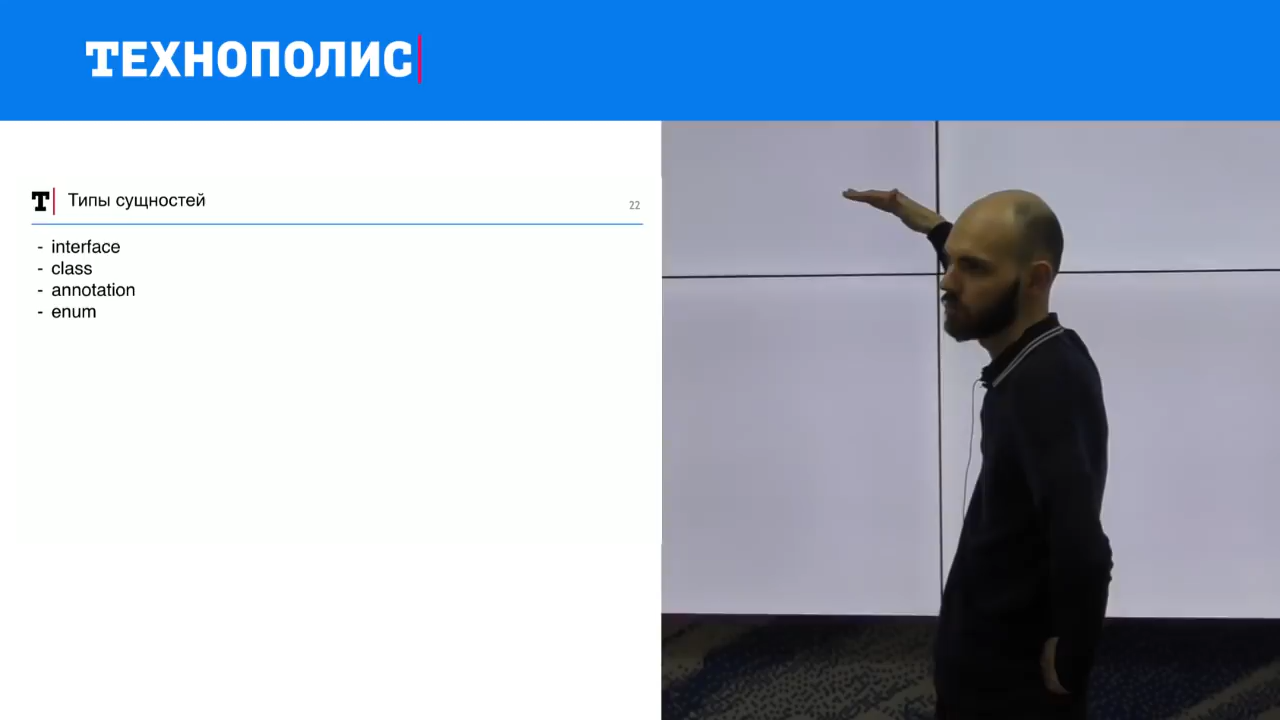 ТЕХНОПОЛИС
Т Типы сущностей
22
- interface
- class
- annotation
- enum